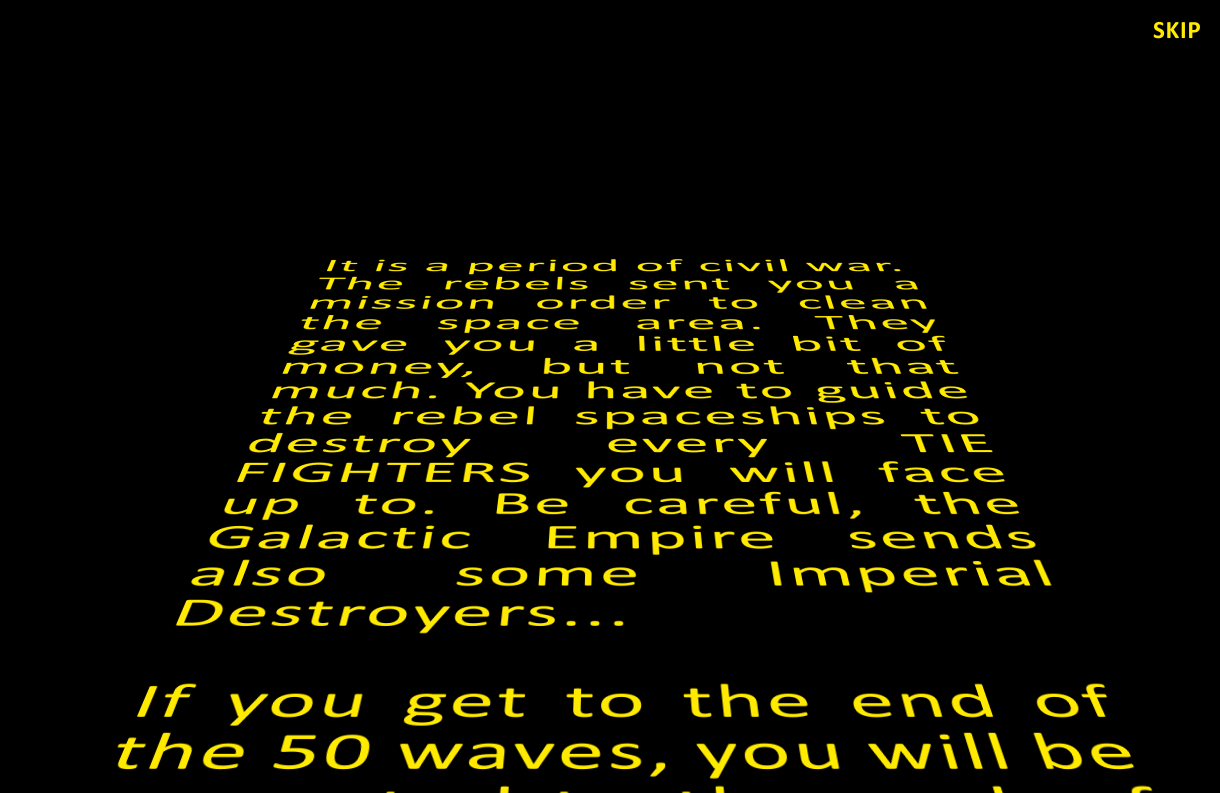 SKIP
It is a period of civil war.
The rebels sent you a
mission order to clean
the space area. They
gave you a little bit of
money, but not that
much. You have to guide
the rebel spaceships to
destroy every TIE
FIGHTERS you will face
up to. Be careful, the
Galactic Empire sends
also some Imperial
Destroyers...
If you get to the end of
the 50 waves, you will be